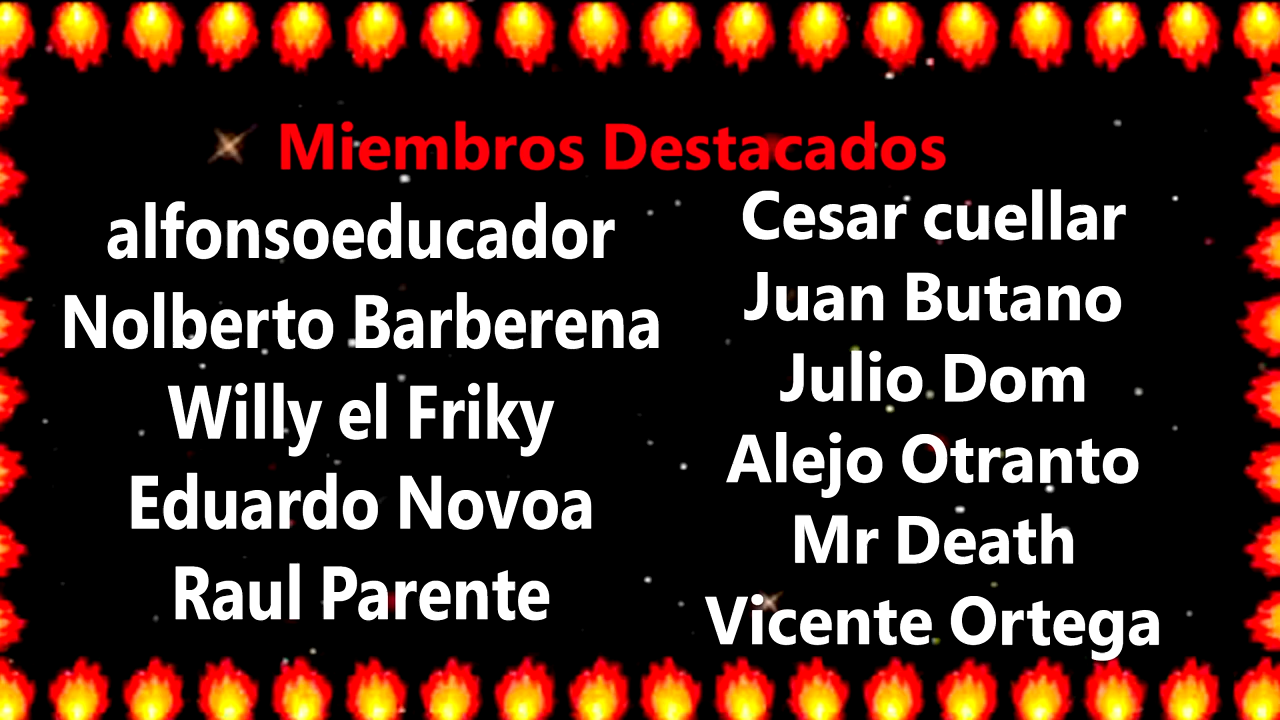 Miembros Destacados
alfonsoeducador
Nolberto Barberena
Willy el Friky
Eduardo Novoa
Raul Parente
Cesar cuellar
Juan Butano
Julio Dom
Alejo Otranto
Mr Death
Vicente Ortega